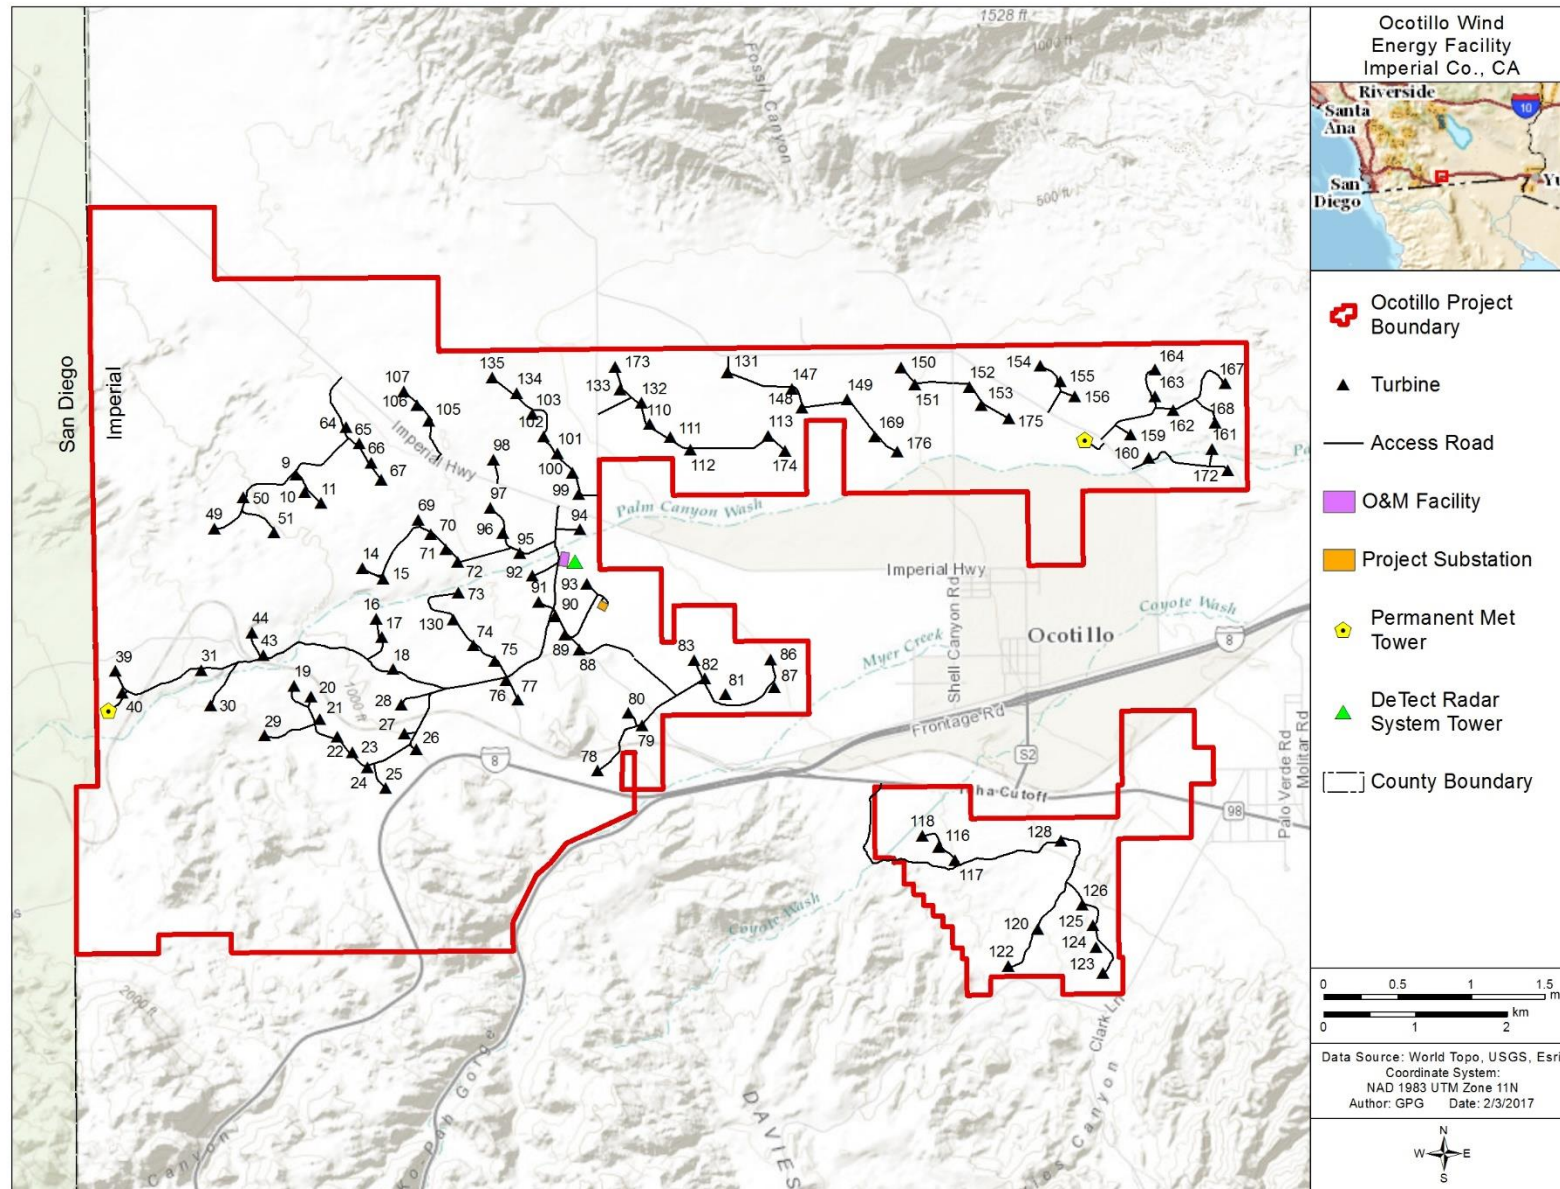 1528 ft
1000 ft
Fossil Canyon
500 ft
San Diego
Imperial
Imperial Hwy
Palm Canyon Wash
Pa
107
106
105
135
134
102
101
100
99
98
97
96
95
94
173
133
132
110
111
112
113
174
131
147
148
149
169
176
150
151
152
153
175
154
155
156
164
163
167
168
162
159
160
161
172
64
65
66
67
9
10
11
50
49
51
69
70
71
72
14
15
92
91
93
90
89
88
73
130
74
75
76
77
16
17
18
44
43
31
30
39
40
19
20
21
29
22
23
24
25
26
27
28
1000 ft
80
79
78
83
82
81
86
87
Imperial Hwy
Shell Canyon Rd
Coyote Wash
Myer Creek
Ocotillo
8
Frontage Rd
8
S2
98
Palo Verde Rd
Molitar Rd
118
116
117
128
126
125
124
123
120
122
Coyote Wash
2000 ft
Canyon
Clark Ln
Canyon
DAVIES
Ocotillo Wind
Energy Facility
Imperial Co., CA
Riverside
10
Santa
Ana
San
Diego
Yu
Ocotillo Project
Boundary
Turbine
Access Road
O&M Facility
Project Substation
Permanent Met
Tower
DeTect Radar
System Tower
County Boundary
0 0.5 1 1.5
m
km
0 1 2
Data Source: World Topo, USGS, Esri
Coordinate System:
NAD 1983 UTM Zone 11N
Author: GPG Date: 2/3/2017
N
W E
S